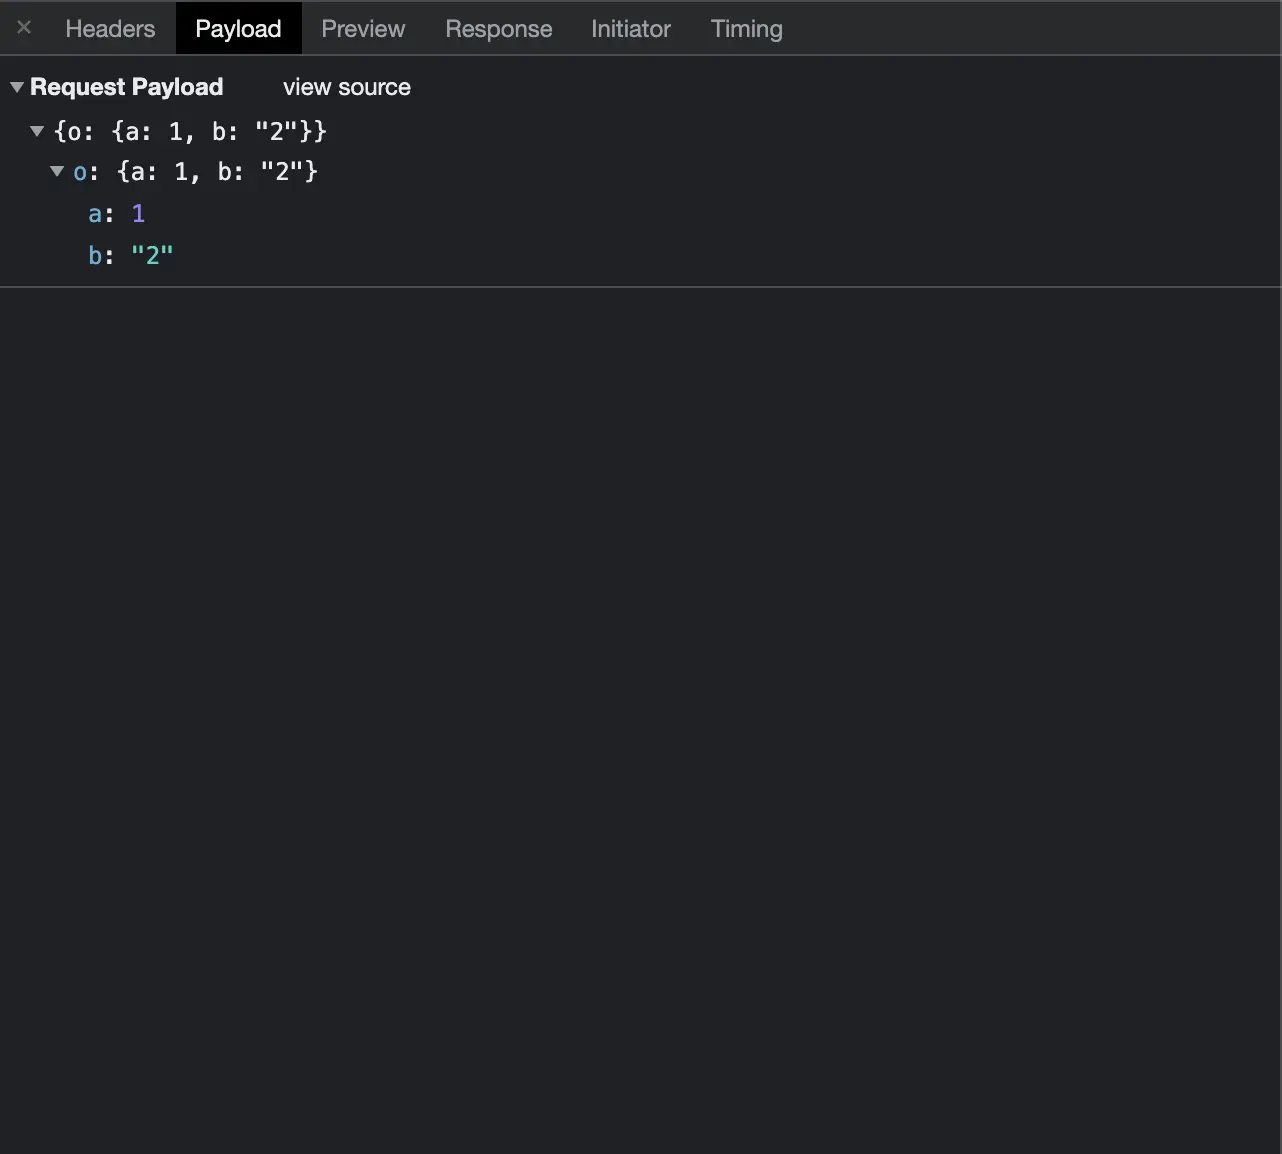 Headers Payload Preview Response Initiator Timing
Request Payload view source
{o: {a: 1, b: "2"}}
o: {a: 1, b: "2"}
a: 1
b: "2"